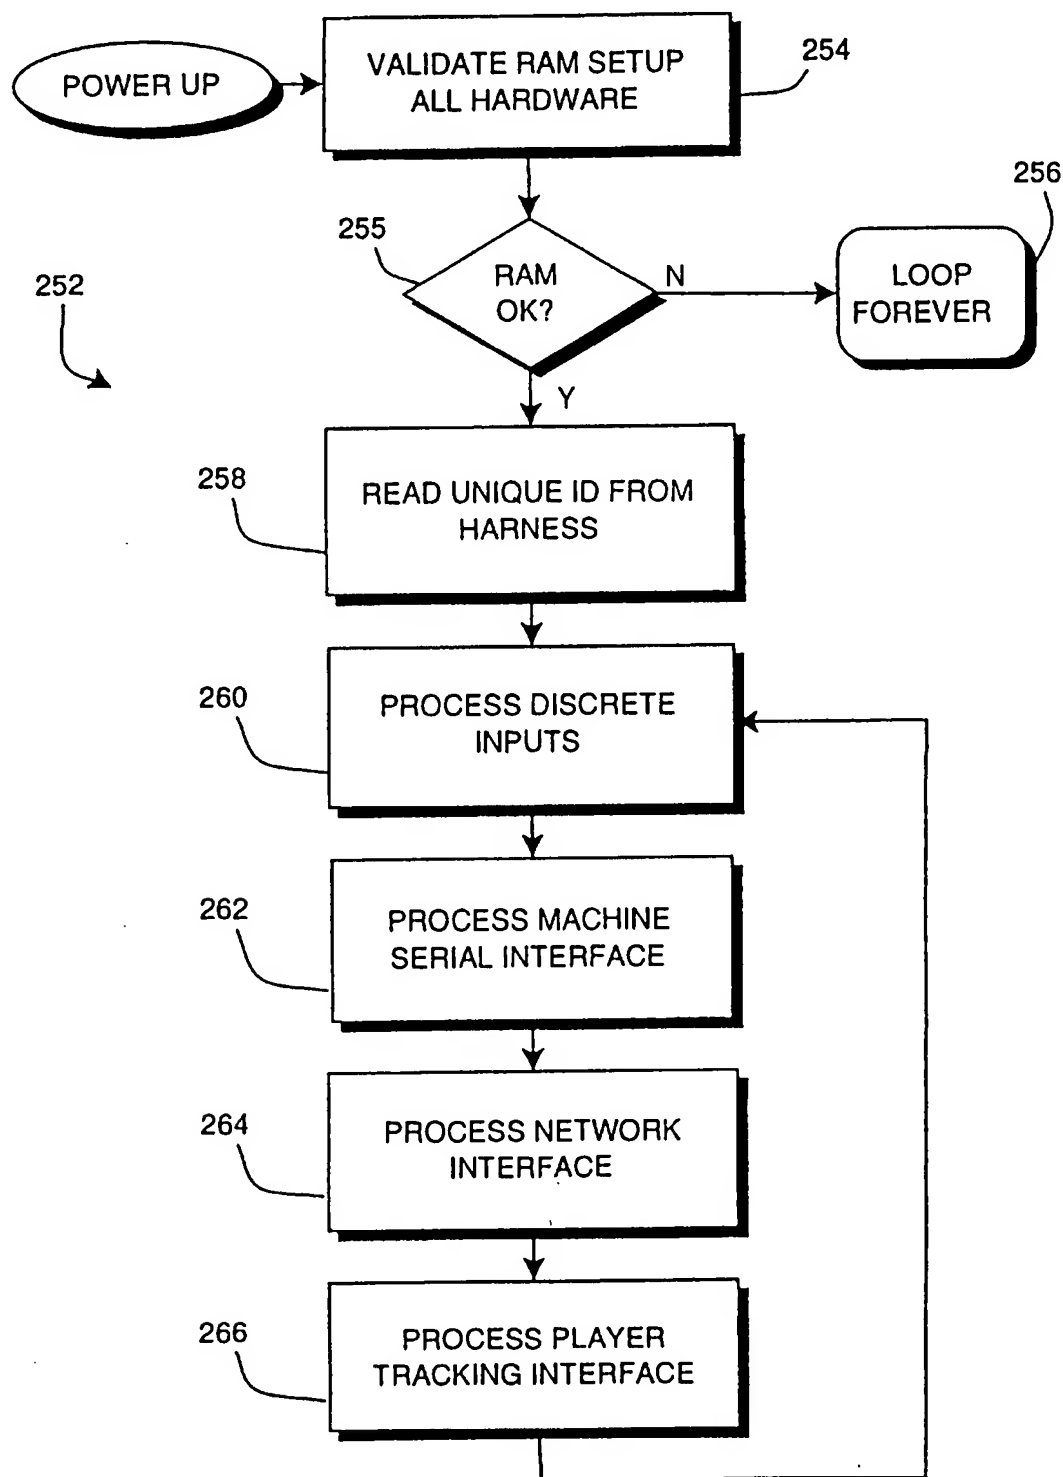 POWER UP
VALIDATE RAM SETUP
ALL HARDWARE
254
255
RAM
OK?
N
256
LOOP
FOREVER
252
Y
258
READ UNIQUE ID FROM
HARNESS
260
PROCESS DISCRETE
INPUTS
262
PROCESS MACHINE
SERIAL INTERFACE
264
PROCESS NETWORK
INTERFACE
266
PROCESS PLAYER
TRACKING INTERFACE